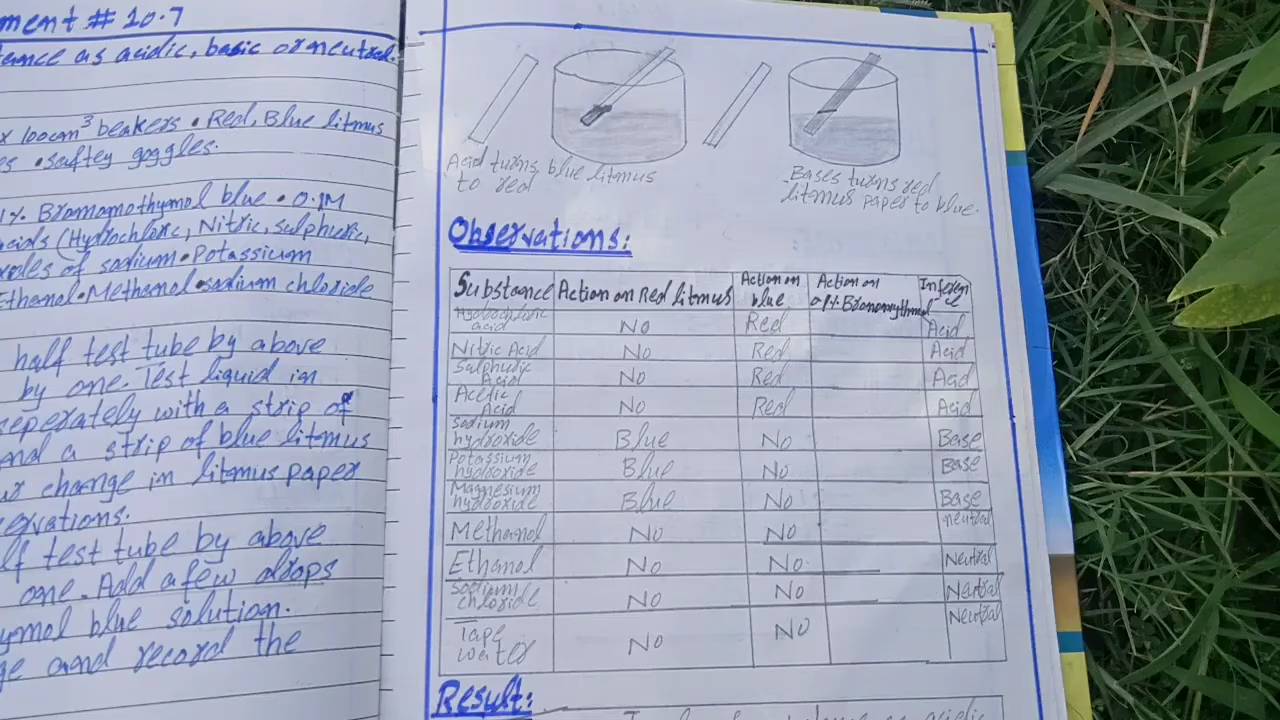 ment # 10.7
tance as acidic, basic or neutral.
x 100cm³ beakers • Red, Blue litmus
es • saftey goggles.
1% Bromomothymol blue • 0.1M
acids (Hydrochloric, Nitric, sulphuric,
xides of sodium • Potassium
Ethanol • Methanol • sodium chloride
half test tube by above
by one. Test liquid in
seperately with a strip of
and a strip of blue litmus
change in litmus paper
servations.
lf test tube by above
one. Add a few drops
ymol blue solution.
ge and record the
Acid turns blue litmus
to red
Bases turns red
litmus paper to blue.
Observations:
Substance Action on Red litmus Action on blue Action on 0.1% Bromothymol Inference
Hydrochloric acid No Red Acid
Nitric Acid No Red Acid
Sulphuric Acid No Red Acid
Acetic Acid No Red Acid
Sodium hydroxide Blue No Base
Potassium hydroxide Blue No Base
Magnesium hydroxide Blue No Base
Methanol No No neutral
Ethanol No No Neutral
Sodium chloride No No Neutral
Tape water No No Neutral
Result:
as acidic